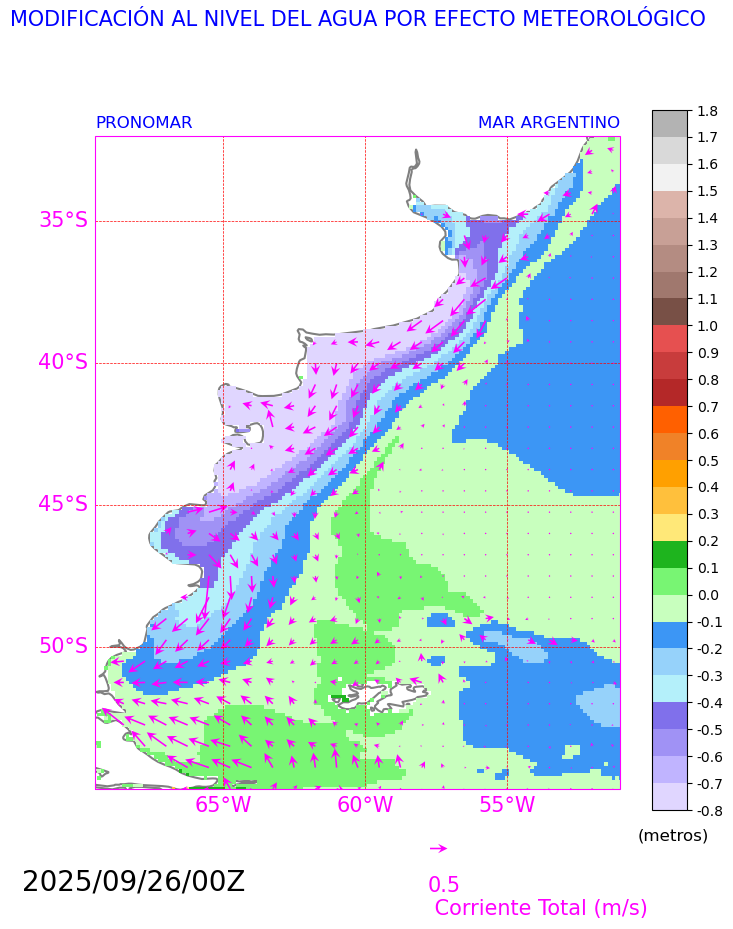 MODIFICACIÓN AL NIVEL DEL AGUA POR EFECTO METEOROLÓGICO
PRONOMAR
MAR ARGENTINO
35°S
40°S
45°S
50°S
65°W
60°W
55°W
1.8
1.7
1.6
1.5
1.4
1.3
1.2
1.1
1.0
0.9
0.8
0.7
0.6
0.5
0.4
0.3
0.2
0.1
0.0
-0.1
-0.2
-0.3
-0.4
-0.5
-0.6
-0.7
-0.8
(metros)
2025/09/26/00Z
0.5
Corriente Total (m/s)